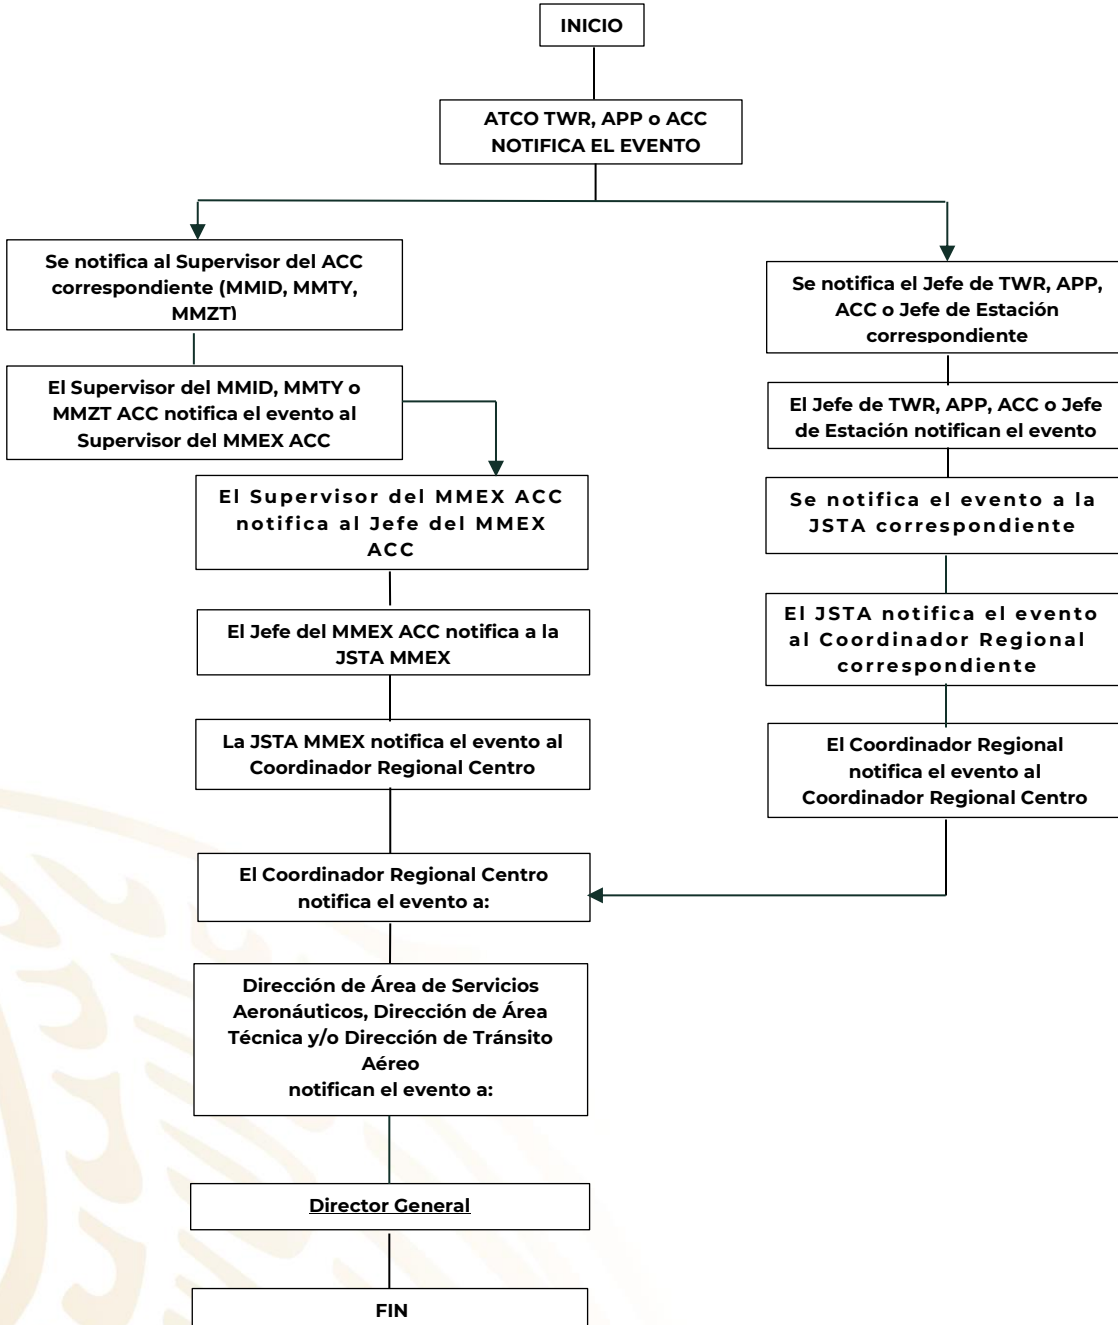 INICIO
ATCO TWR, APP o ACC
NOTIFICA EL EVENTO
Se notifica al Supervisor del ACC
correspondiente (MMID, MMTY,
MMZT)
El Supervisor del MMID, MMTY o
MMZT ACC notifica el evento al
Supervisor del MMEX ACC
El Supervisor del MMEX ACC
notifica al Jefe del MMEX
ACC
El Jefe del MMEX ACC notifica a la
JSTA MMEX
La JSTA MMEX notifica el evento al
Coordinador Regional Centro
Se notifica el Jefe de TWR, APP,
ACC o Jefe de Estación
correspondiente
El Jefe de TWR, APP, ACC o Jefe
de Estación notifican el evento
Se notifica el evento a la
JSTA correspondiente
El JSTA notifica el evento
al Coordinador Regional
correspondiente
El Coordinador Regional
notifica el evento al
Coordinador Regional Centro
El Coordinador Regional Centro
notifica el evento a:
Dirección de Área de Servicios
Aeronáuticos, Dirección de Área
Técnica y/o Dirección de Tránsito
Aéreo
notifican el evento a:
Director General
FIN